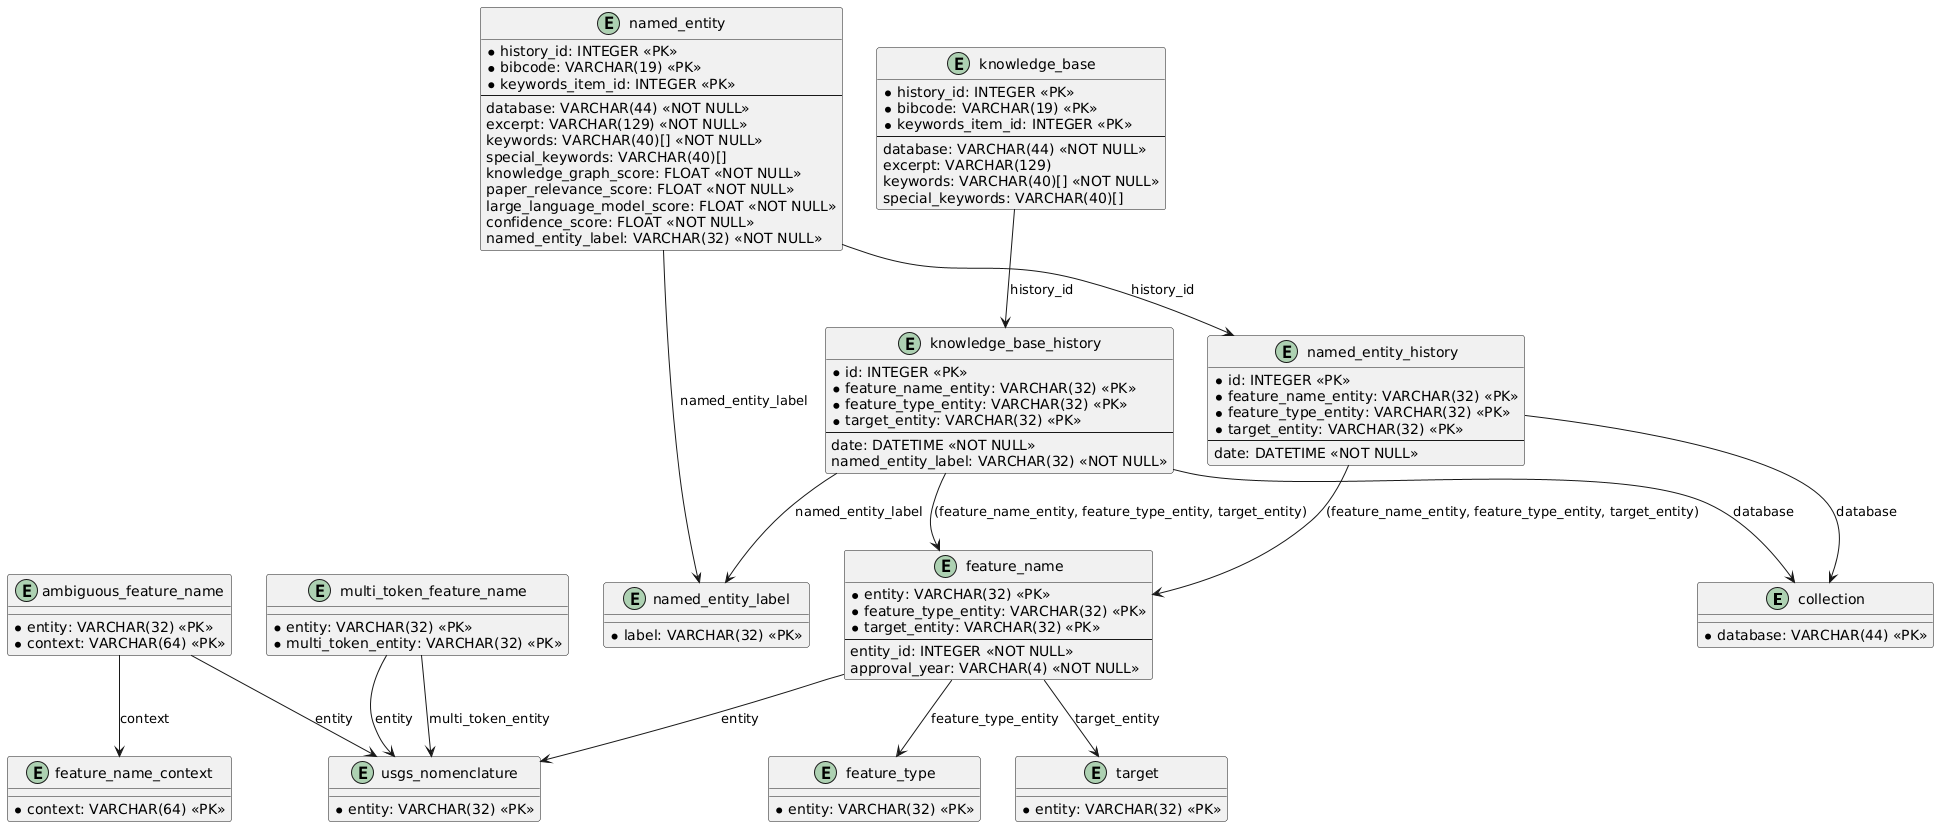 E named_entity
* history_id: INTEGER «PK»
* bibcode: VARCHAR(19) «PK»
* keywords_item_id: INTEGER «PK»
database: VARCHAR(44) «NOT NULL»
excerpt: VARCHAR(129) «NOT NULL»
keywords: VARCHAR(40)[] «NOT NULL»
special_keywords: VARCHAR(40)[]
knowledge_graph_score: FLOAT «NOT NULL»
paper_relevance_score: FLOAT «NOT NULL»
large_language_model_score: FLOAT «NOT NULL»
confidence_score: FLOAT «NOT NULL»
named_entity_label: VARCHAR(32) «NOT NULL»
E knowledge_base
* history_id: INTEGER «PK»
* bibcode: VARCHAR(19) «PK»
* keywords_item_id: INTEGER «PK»
database: VARCHAR(44) «NOT NULL»
excerpt: VARCHAR(129)
keywords: VARCHAR(40)[] «NOT NULL»
special_keywords: VARCHAR(40)[]
history_id
history_id
named_entity_label
E knowledge_base_history
* id: INTEGER «PK»
* feature_name_entity: VARCHAR(32) «PK»
* feature_type_entity: VARCHAR(32) «PK»
* target_entity: VARCHAR(32) «PK»
date: DATETIME «NOT NULL»
named_entity_label: VARCHAR(32) «NOT NULL»
E named_entity_history
* id: INTEGER «PK»
* feature_name_entity: VARCHAR(32) «PK»
* feature_type_entity: VARCHAR(32) «PK»
* target_entity: VARCHAR(32) «PK»
date: DATETIME «NOT NULL»
named_entity_label
(feature_name_entity, feature_type_entity, target_entity)
(feature_name_entity, feature_type_entity, target_entity)
database
database
E ambiguous_feature_name
* entity: VARCHAR(32) «PK»
* context: VARCHAR(64) «PK»
E multi_token_feature_name
* entity: VARCHAR(32) «PK»
* multi_token_entity: VARCHAR(32) «PK»
E named_entity_label
* label: VARCHAR(32) «PK»
E feature_name
* entity: VARCHAR(32) «PK»
* feature_type_entity: VARCHAR(32) «PK»
* target_entity: VARCHAR(32) «PK»
entity_id: INTEGER «NOT NULL»
approval_year: VARCHAR(4) «NOT NULL»
E collection
* database: VARCHAR(44) «PK»
context
entity
entity
multi_token_entity
entity
feature_type_entity
target_entity
E feature_name_context
* context: VARCHAR(64) «PK»
E usgs_nomenclature
* entity: VARCHAR(32) «PK»
E feature_type
* entity: VARCHAR(32) «PK»
E target
* entity: VARCHAR(32) «PK»